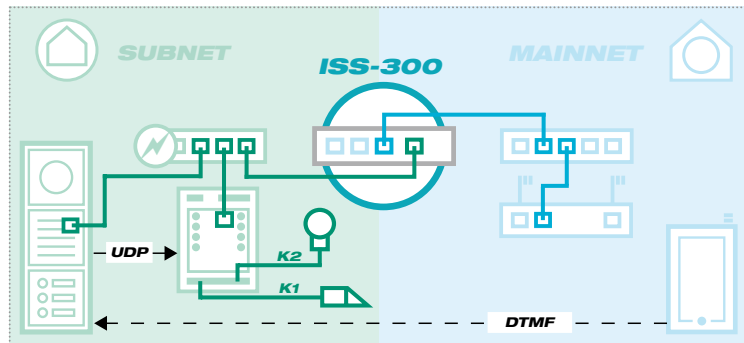 SUBNET
ISS-300
MAINNET
UDP
K2
K1
DTMF